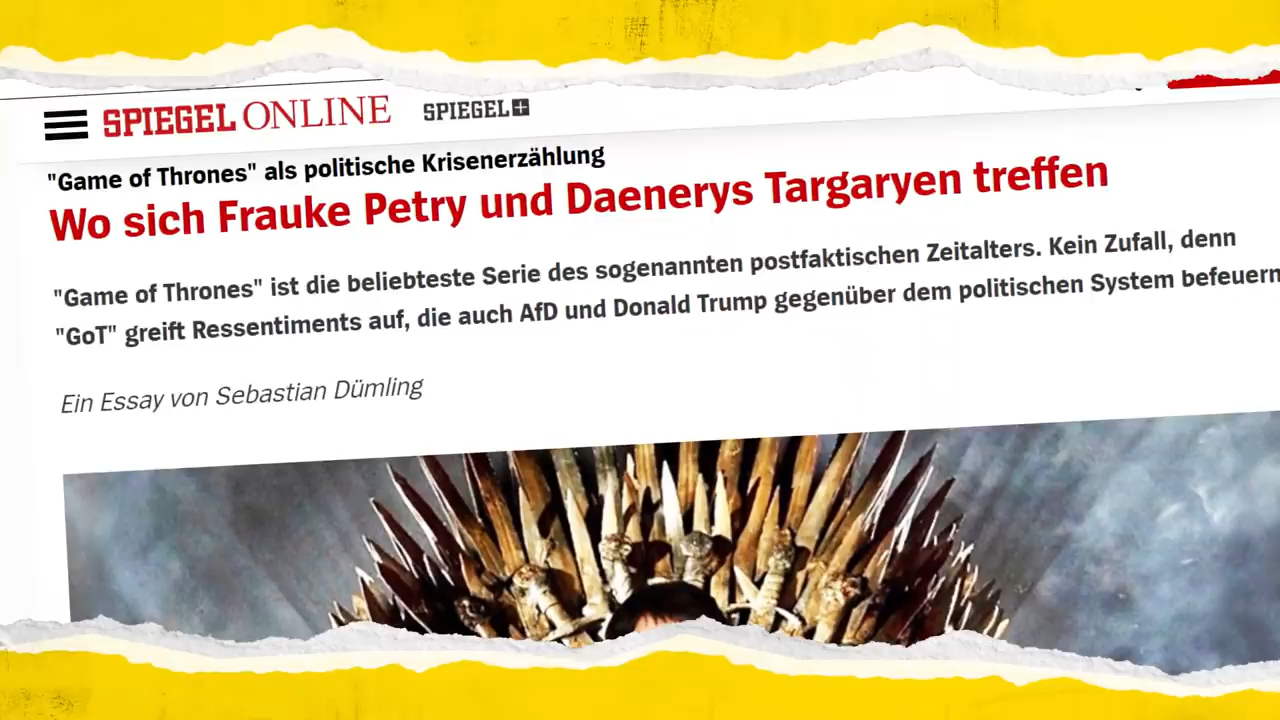 SPIEGEL ONLINE SPIEGEL+
"Game of Thrones" als politische Krisenerzählung
Wo sich Frauke Petry und Daenerys Targaryen treffen
"Game of Thrones" ist die beliebteste Serie des sogenannten postfaktischen Zeitalters. Kein Zufall, denn
"GoT" greift Ressentiments auf, die auch AfD und Donald Trump gegenüber dem politischen System befeuern
Ein Essay von Sebastian Dümling